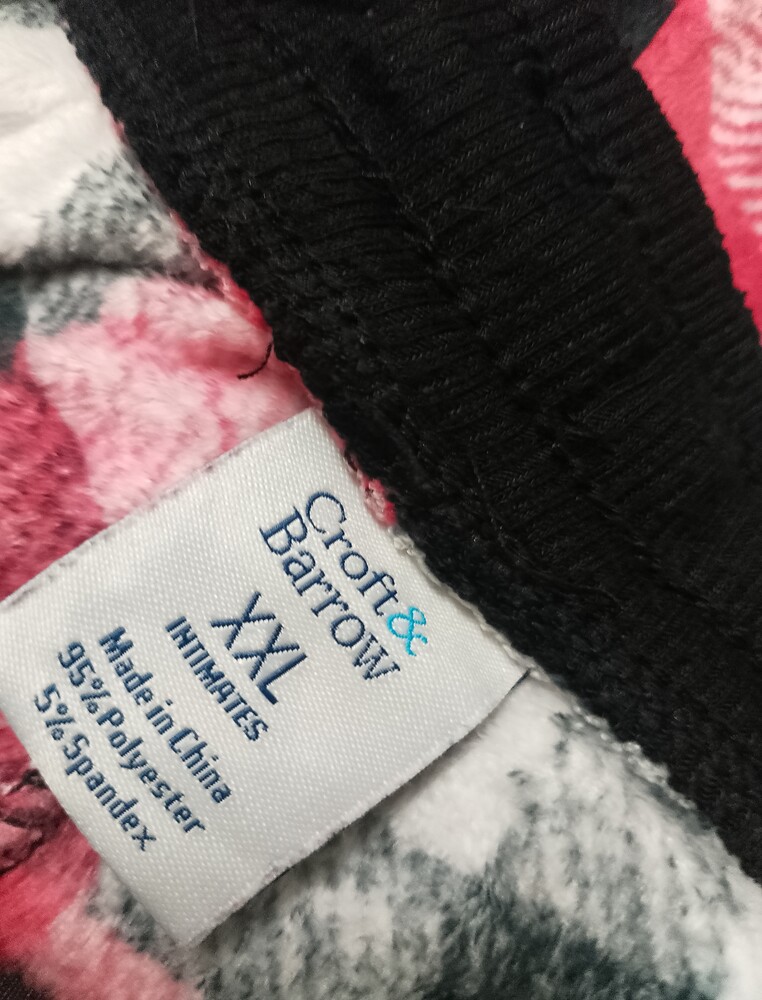 Croft &
Barrow
XXL
INTIMATES
Made in China
95% Polyester
5% Spandex